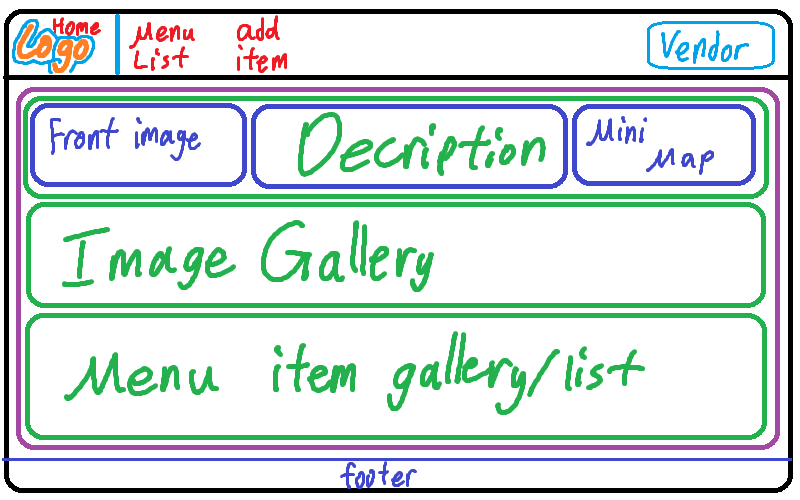 Home
Logo
Menu
List
add
item
Vendor
Front image
Decription
Mini
Map
Image Gallery
Menu item gallery/list
footer